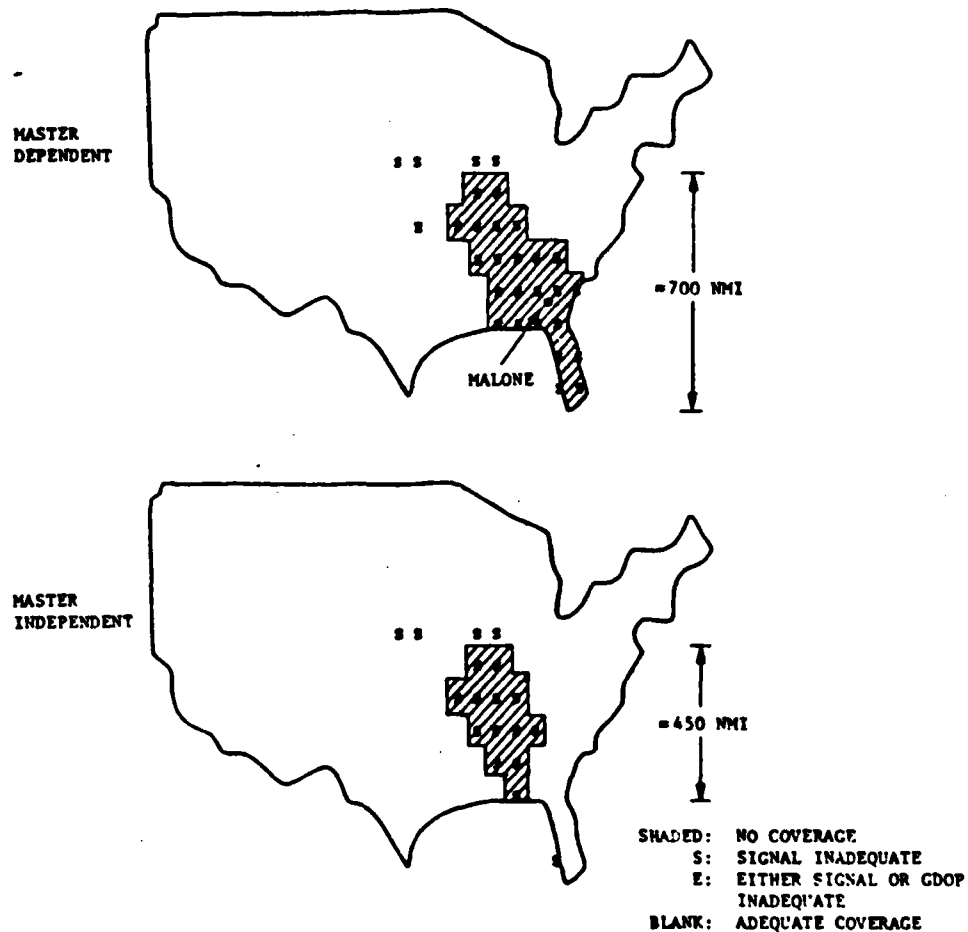 MASTER
DEPENDENT
S S S S
E
≈700 NMI
MALONE
MASTER
INDEPENDENT
S S S S
≈450 NMI
S
SHADED: NO COVERAGE
S: SIGNAL INADEQUATE
E: EITHER SIGNAL OR GDOP
INADEQUATE
BLANK: ADEQUATE COVERAGE